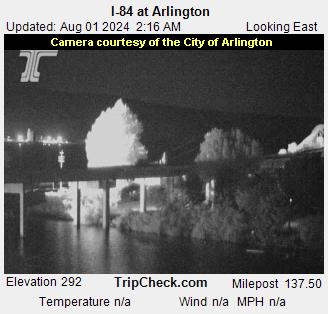 I-84 at Arlington
Updated: Aug 01 2024 2:16 AM Looking East
Camera courtesy of the City of Arlington
Elevation 292 TripCheck.com Milepost 137.50
Temperature n/a Wind n/a MPH n/a